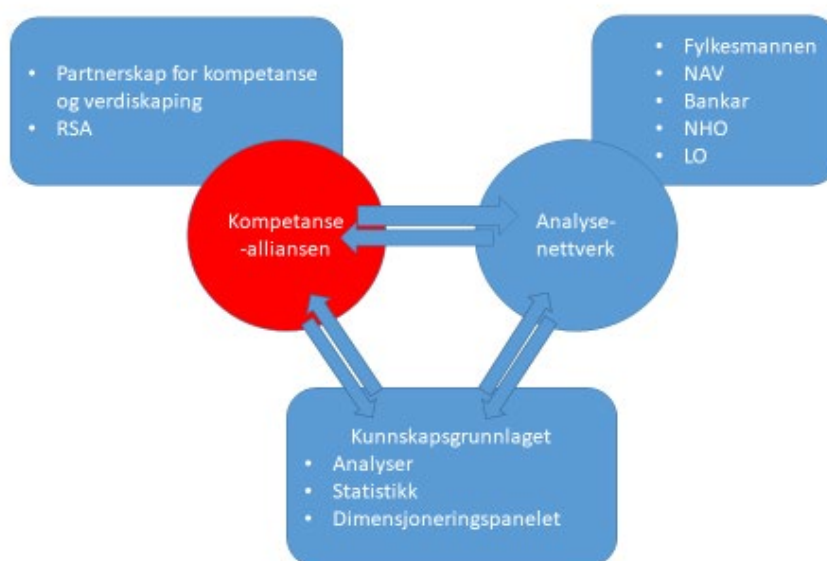 • Partnerskap for kompetanse
og verdiskaping
• RSA
• Fylkesmannen
• NAV
• Bankar
• NHO
• LO
Kompetanse
-alliansen
Analyse-
nettverk
Kunnskapsgrunnlaget
• Analyser
• Statistikk
• Dimensjoneringspanelet